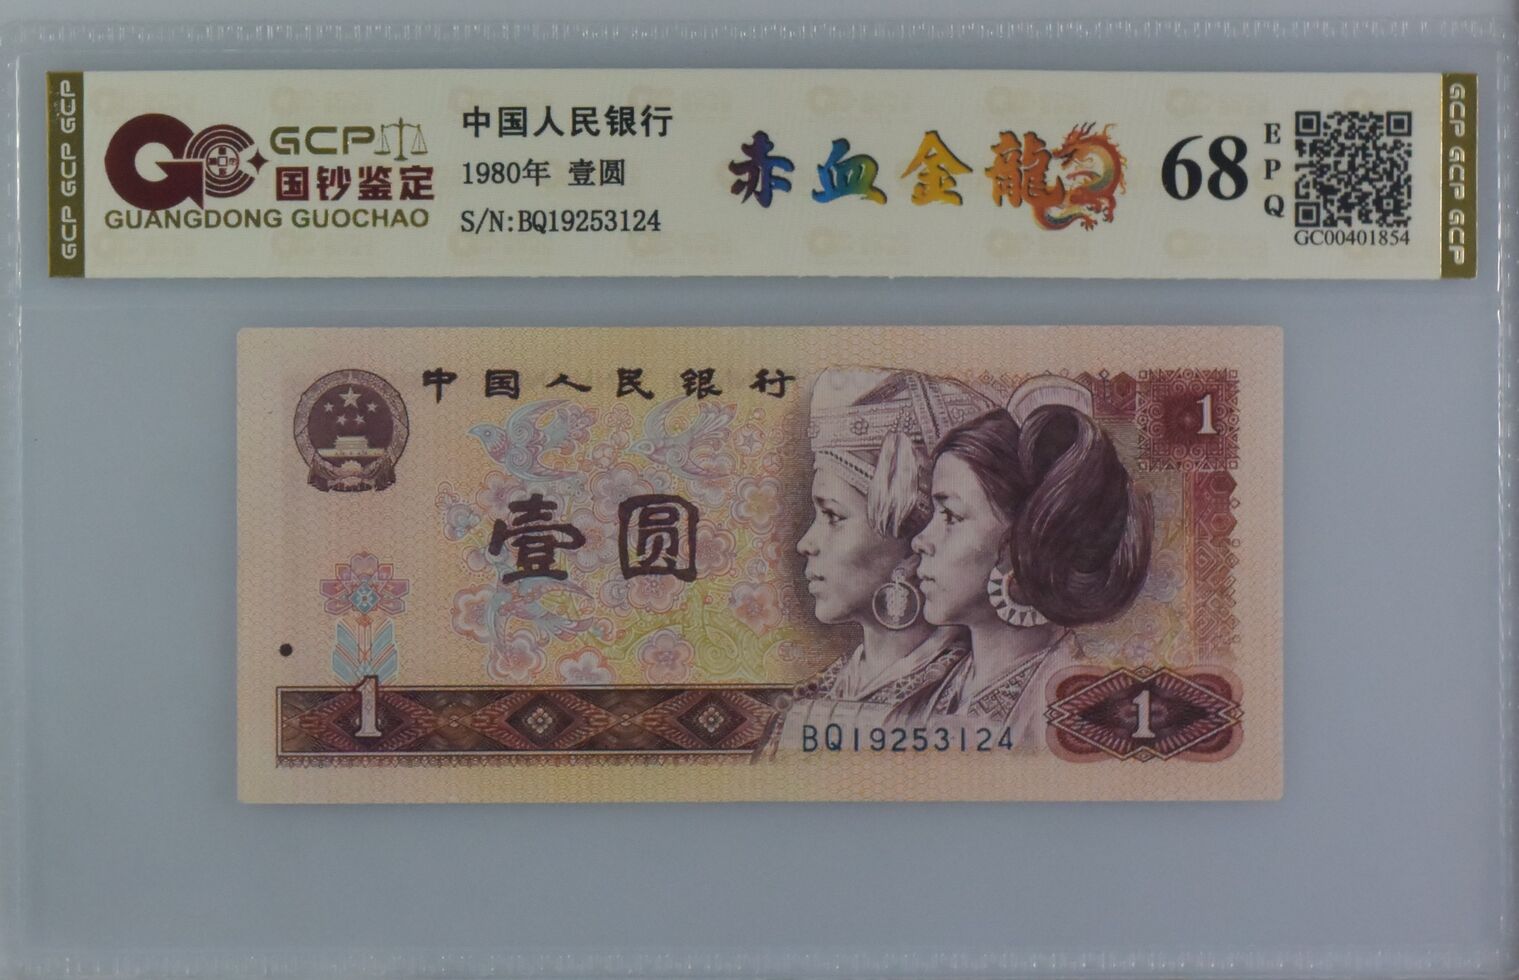 GCP GCP GCP
GCP
国钞鉴定
GUANGDONG GUOCHAO
中国人民银行
1980年 壹圆
S/N:BQ19253124
赤血金龍
68
EPQ
GC00401854
GCP GCP GCP
中国人民银行
1
壹圆
1
BQ19253124
1